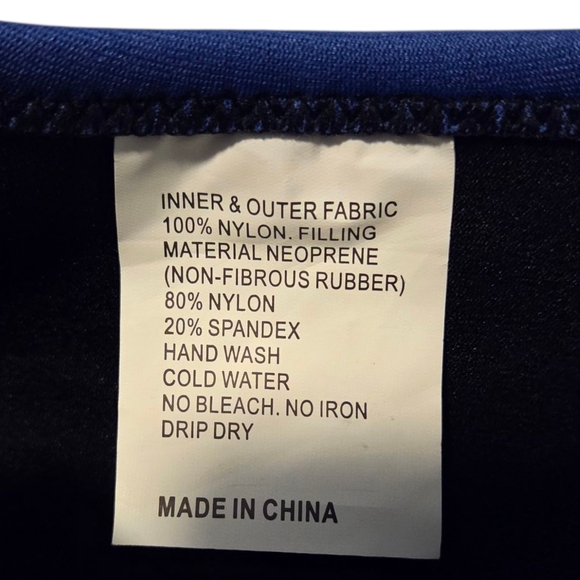 INNER & OUTER FABRIC
100% NYLON. FILLING
MATERIAL NEOPRENE
(NON-FIBROUS RUBBER)
80% NYLON
20% SPANDEX
HAND WASH
COLD WATER
NO BLEACH. NO IRON
DRIP DRY
MADE IN CHINA